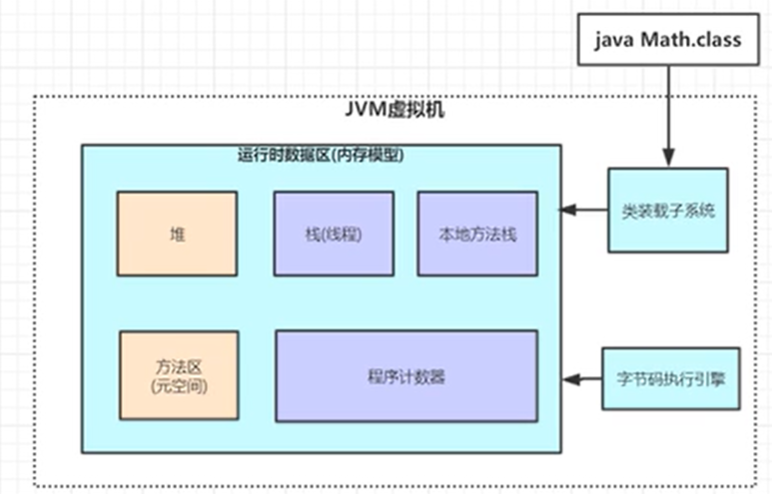 java Math.class
JVM虚拟机
运行时数据区(内存模型)
堆
栈(线程)
本地方法栈
类装载子系统
方法区
(元空间)
程序计数器
字节码执行引擎